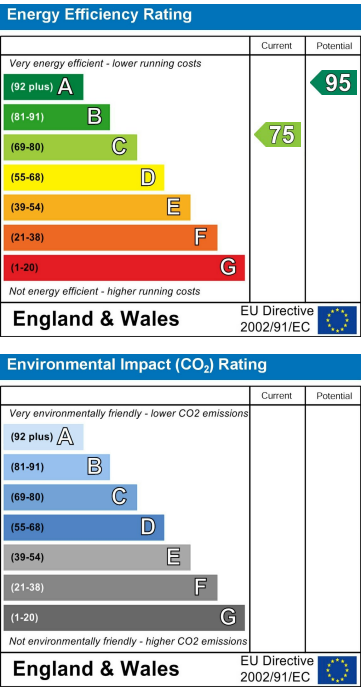 Energy Efficiency Rating
Current Potential
Very energy efficient - lower running costs
(92 plus) A
95
(81-91) B
(69-80) C
75
(55-68) D
(39-54) E
(21-38) F
(1-20) G
Not energy efficient - higher running costs
England & Wales
EU Directive
2002/91/EC
Environmental Impact (CO2) Rating
Current Potential
Very environmentally friendly - lower CO2 emissions
(92 plus) A
(81-91) B
(69-80) C
(55-68) D
(39-54) E
(21-38) F
(1-20) G
Not environmentally friendly - higher CO2 emissions
England & Wales
EU Directive
2002/91/EC